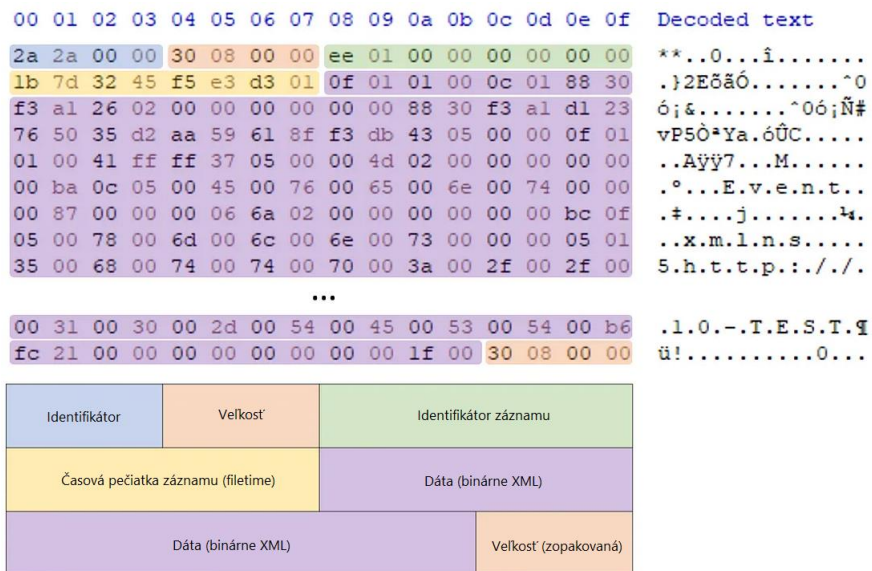 00 01 02 03 04 05 06 07 08 09 0a 0b 0c 0d 0e 0f Decoded text
2a 2a 00 00 30 08 00 00 ee 01 00 00 00 00 00 00 **..0...î.......
1b 7d 32 45 f5 e3 d3 01 0f 01 01 00 0c 01 88 30 .}2EõãÓ.......ˆ0
f3 a1 26 02 00 00 00 00 00 00 88 30 f3 a1 d1 23 ó¡&.......ˆ0ó¡Ñ#
76 50 35 d2 aa 59 61 8f f3 db 43 05 00 00 0f 01 vP5ÒªYa.óÛC.....
01 00 41 ff ff 37 05 00 00 4d 02 00 00 00 00 00 ..Aÿÿ7...M......
00 ba 0c 05 00 45 00 76 00 65 00 6e 00 74 00 00 .º...E.v.e.n.t..
00 87 00 00 00 06 6a 02 00 00 00 00 00 00 bc 0f .‡....j.......¼.
05 00 78 00 6d 00 6c 00 6e 00 73 00 00 00 05 01 ..x.m.l.n.s.....
35 00 68 00 74 00 74 00 70 00 3a 00 2f 00 2f 00 5.h.t.t.p.:././.
...
00 31 00 30 00 2d 00 54 00 45 00 53 00 54 00 b6 .1.0.-.T.E.S.T.¶
fc 21 00 00 00 00 00 00 00 00 1f 00 30 08 00 00 ü!..........0...
Identifikátor Veľkosť Identifikátor záznamu
Časová pečiatka záznamu (filetime) Dáta (binárne XML)
Dáta (binárne XML) Veľkosť (zopakovaná)